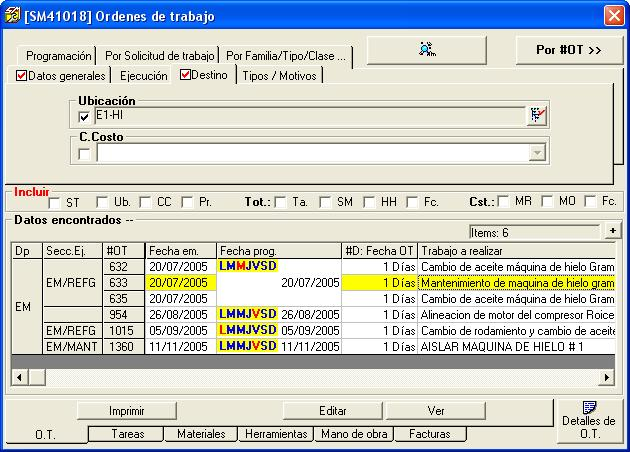 [SM41018] Ordenes de trabajo
Programación Por Solicitud de trabajo Por Familia/Tipo/Clase ... Por #OT >>
Datos generales Ejecución Destino Tipos / Motivos
Ubicación
E1-HI
C.Costo
Incluir ST Ub. CC Pr. Tot.: Ta. SM HH Fc. Cst.: MR MO Fc.
Datos encontrados --
Items: 6 +
Dp Secc.Ej. #OT Fecha em. Fecha prog. #D: Fecha OT Trabajo a realizar
632 20/07/2005 LMMJVSD 1 Días Cambio de aceite máquina de hielo Gram
EM/REFG 633 20/07/2005 20/07/2005 1 Días Mantenimiento de maquina de hielo gram
635 20/07/2005 1 Días Cambio de aceite máquina de hielo Gram
EM
954 26/08/2005 LMMJVSD 26/08/2005 1 Días Alineacion de motor del compresor Roice
EM/REFG 1015 05/09/2005 LMMJVSD 05/09/2005 1 Días Cambio de rodamiento y cambio de aceite
EM/MANT 1360 11/11/2005 LMMJVSD 11/11/2005 1 Días AISLAR MAQUINA DE HIELO # 1
Imprimir Editar Ver Detalles de O.T.
O.T. Tareas Materiales Herramientas Mano de obra Facturas